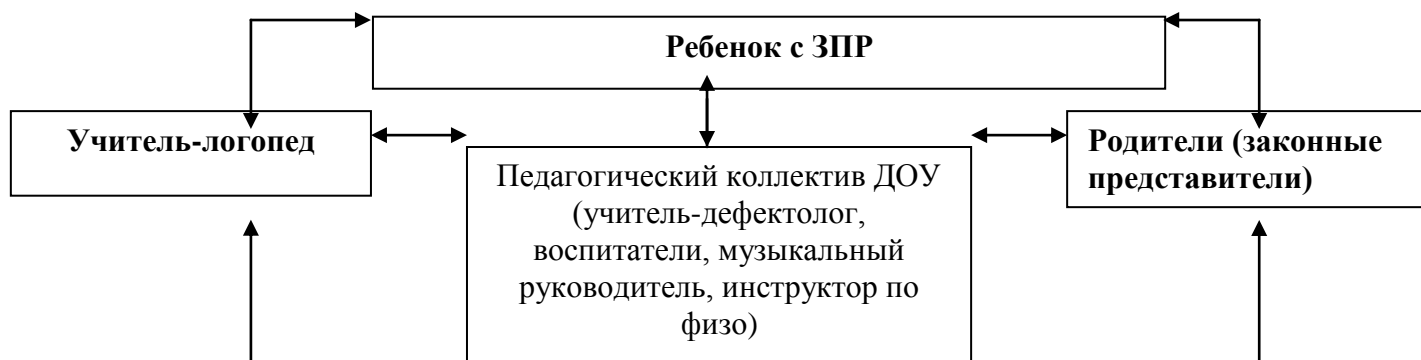 Ребенок с ЗПР
Учитель-логопед
Родители (законные
представители)
Педагогический коллектив ДОУ
(учитель-дефектолог,
воспитатели, музыкальный
руководитель, инструктор по
физо)